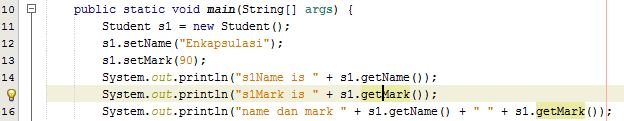 10 public static void main(String[] args) {
11 Student s1 = new Student();
12 s1.setName("Enkapsulasi");
13 s1.setMark(90);
14 System.out.println("s1Name is " + s1.getName());
System.out.println("s1Mark is " + s1.getMark());
16 System.out.println("name dan mark " + s1.getName() + " " + s1.getMark());